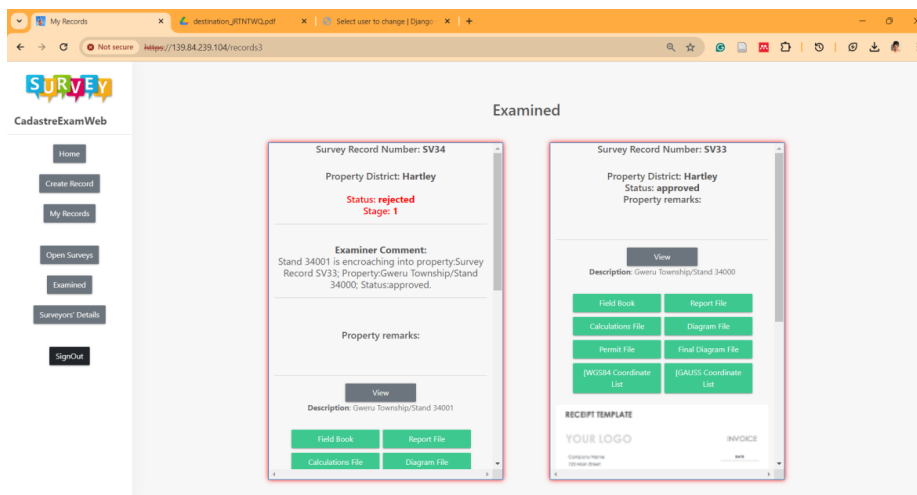 My Records
destination_jRTNTWQ.pdf
Select user to change | Django
Not secure
https://139.84.239.104/records3
SURVEY
CadastreExamWeb
Home
Create Record
My Records
Open Surveys
Examined
Surveyors' Details
SignOut
Examined
Survey Record Number: SV34
Property District: Hartley
Status: rejected
Stage: 1
Examiner Comment:
Stand 34001 is encroaching into property:Survey
Record SV33; Property:Gweru Township/Stand
34000; Status:approved.
Property remarks:
View
Description: Gweru Township/Stand 34001
Field Book
Report File
Calculations File
Diagram File
Survey Record Number: SV33
Property District: Hartley
Status: approved
Property remarks:
View
Description: Gweru Township/Stand 34000
Field Book
Report File
Calculations File
Diagram File
Permit File
Final Diagram File
[WGS84 Coordinate
List
[GAUSS Coordinate
List
RECEIPT TEMPLATE
YOUR LOGO
INVOICE
Company Name
DATE